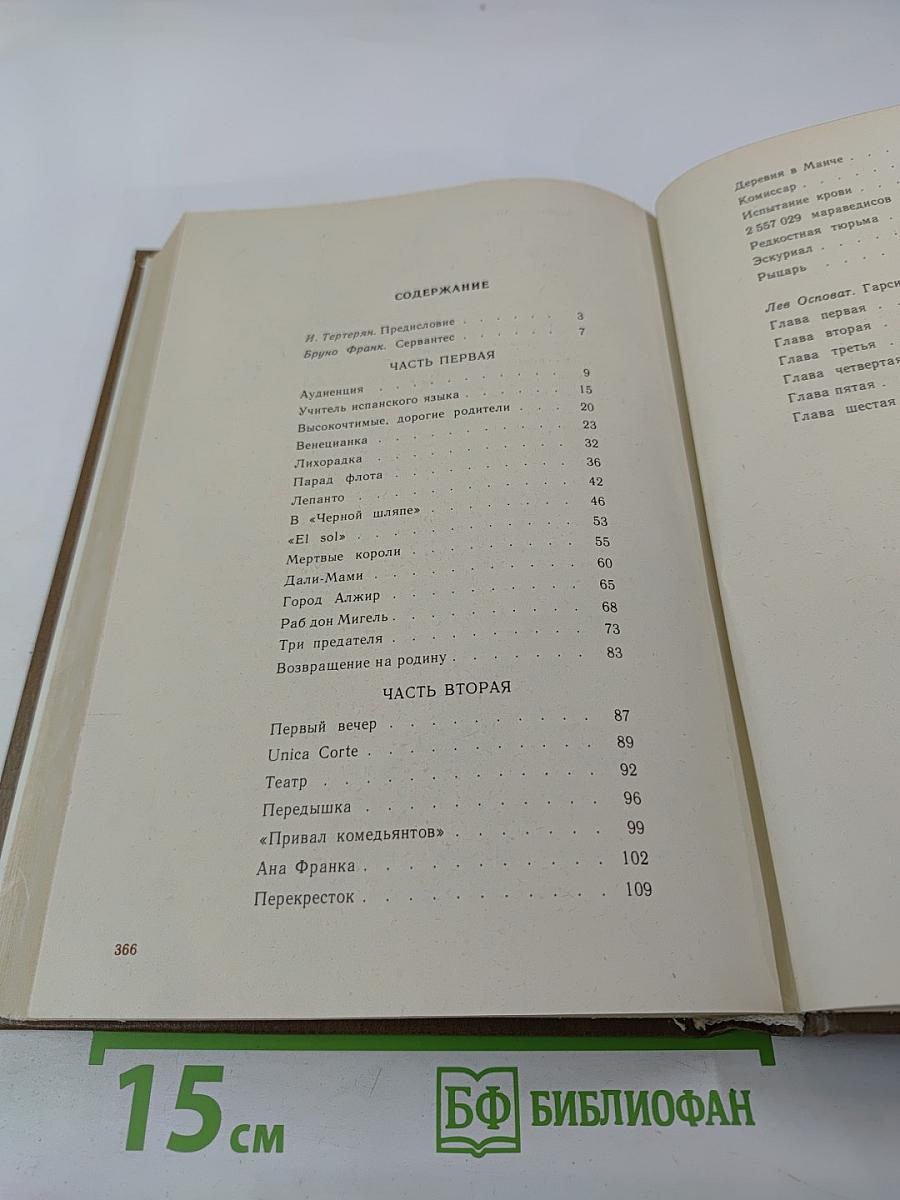 СОДЕРЖАНИЕ
И. Тертерян. Предисловие . . . . . . 3
Бруно Франк. Сервантес . . . . . . 7
ЧАСТЬ ПЕРВАЯ
Аудиенция . . . . . . . . . . 9
Учитель испанского языка . . . . . . 15
Высокочтимые, дорогие родители . . . 20
Венецианка . . . . . . . . . . 23
Лихорадка . . . . . . . . . . 32
Парад флота . . . . . . . . . 36
Лепанто . . . . . . . . . . . 42
В «Черной шляпе» . . . . . . . . 46
«El sol» . . . . . . . . . . . 53
Мертвые короли . . . . . . . . . 55
Дали-Мами . . . . . . . . . . 60
Город Алжир . . . . . . . . . . 65
Раб дон Мигель . . . . . . . . . 68
Три предателя . . . . . . . . . 73
Возвращение на родину . . . . . . . 83
ЧАСТЬ ВТОРАЯ
Первый вечер . . . . . . . . . . 87
Unica Corte . . . . . . . . . . 89
Театр . . . . . . . . . . . 92
Передышка . . . . . . . . . . 96
«Привал комедьянтов» . . . . . . . 99
Ана Франка . . . . . . . . . . 102
Перекресток . . . . . . . . . . 109
366
Деревня в Манче . . .
Комиссар . . . . .
Испытание крови . . .
2 557 029 мараведисов
Редкостная тюрьма .
Эскуриал . . . .
Рыцарь . . . . .
Лев Осповат.
Глава первая . .
Глава вторая .
Глава третья .
Глава четвертая
Глава пятая .
Глава шестая
15 см
БФ БИБЛИОФАН